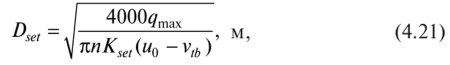 D_set = √(4000q_max / (πnK_set(u_0 − v_tb))), м, (4.21)